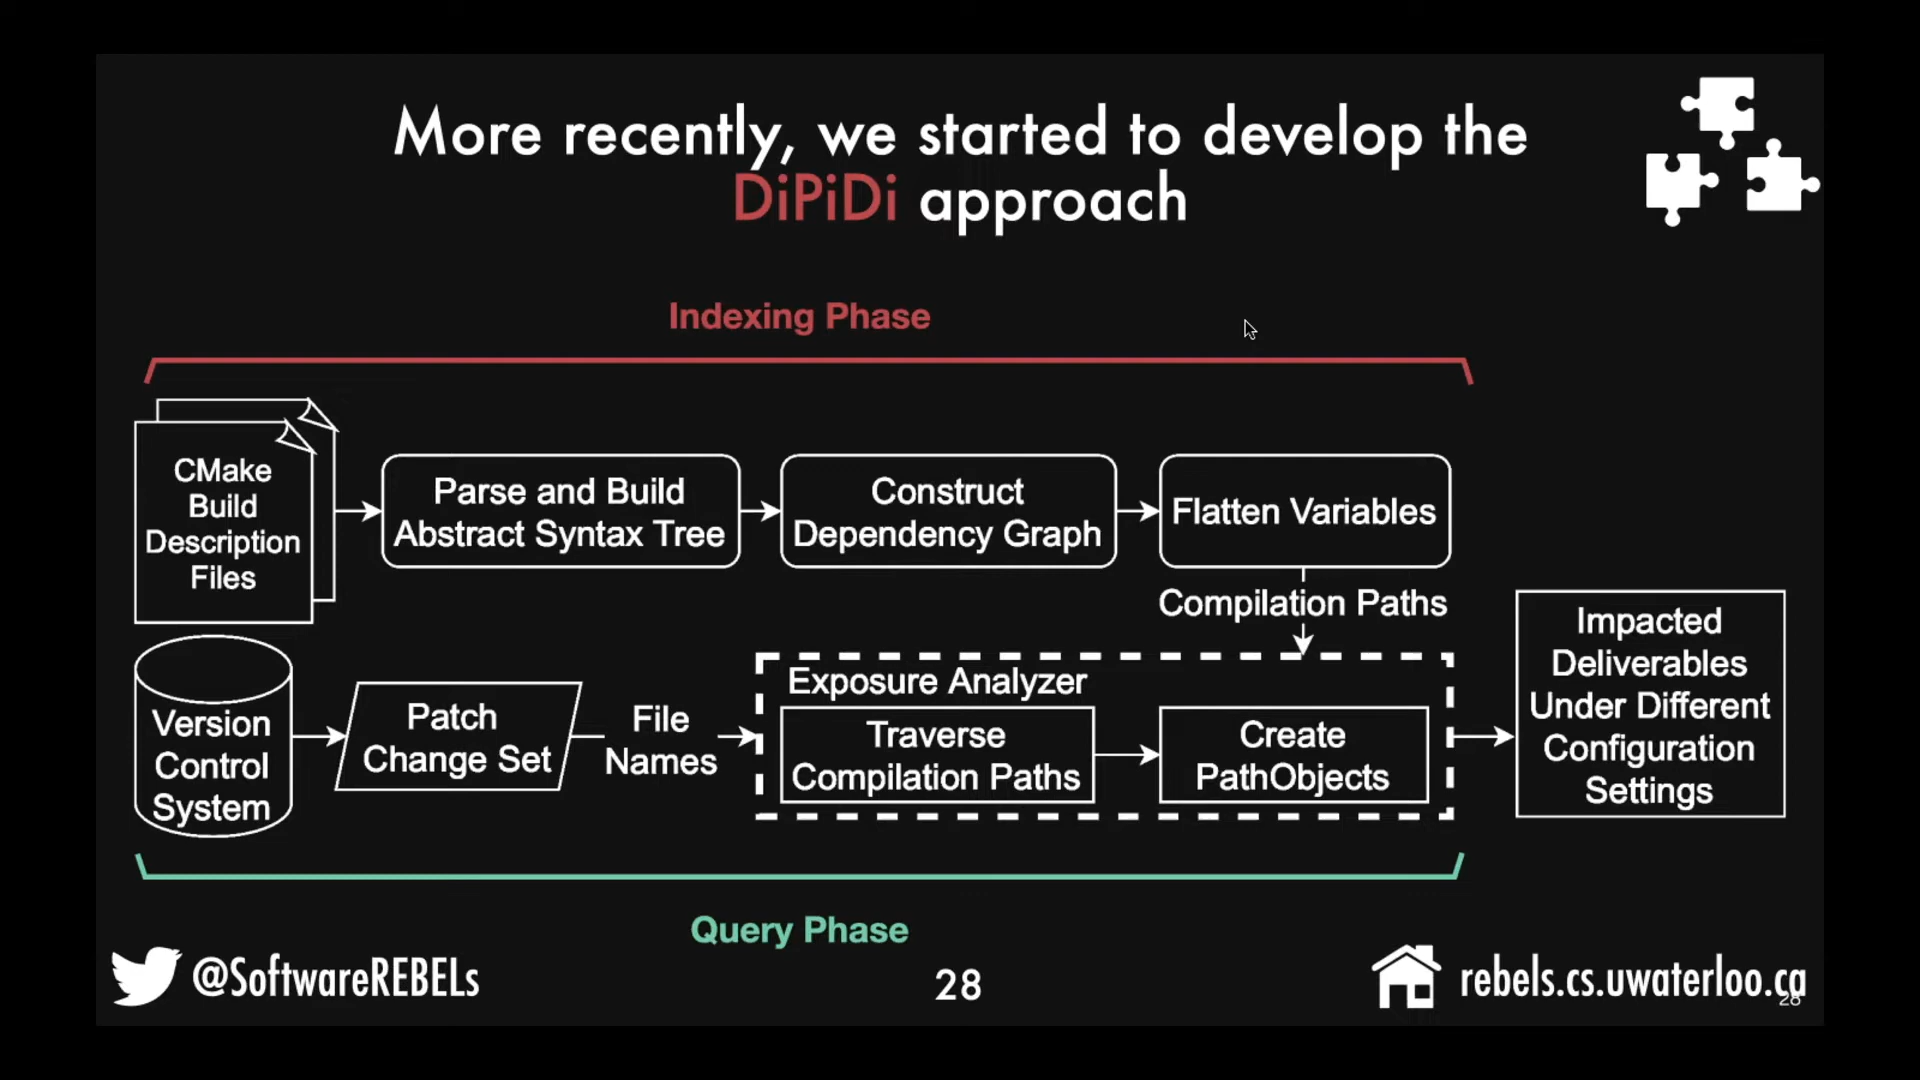 More recently, we started to develop the
DiPiDi approach
Indexing Phase
CMake
Build
Description
Files
Parse and Build
Abstract Syntax Tree
Construct
Dependency Graph
Flatten Variables
Compilation Paths
Version
Control
System
Patch
Change Set
File
Names
Exposure Analyzer
Traverse
Compilation Paths
Create
PathObjects
Impacted
Deliverables
Under Different
Configuration
Settings
Query Phase
@SoftwareREBELs
28
rebels.cs.uwaterloo.ca
28